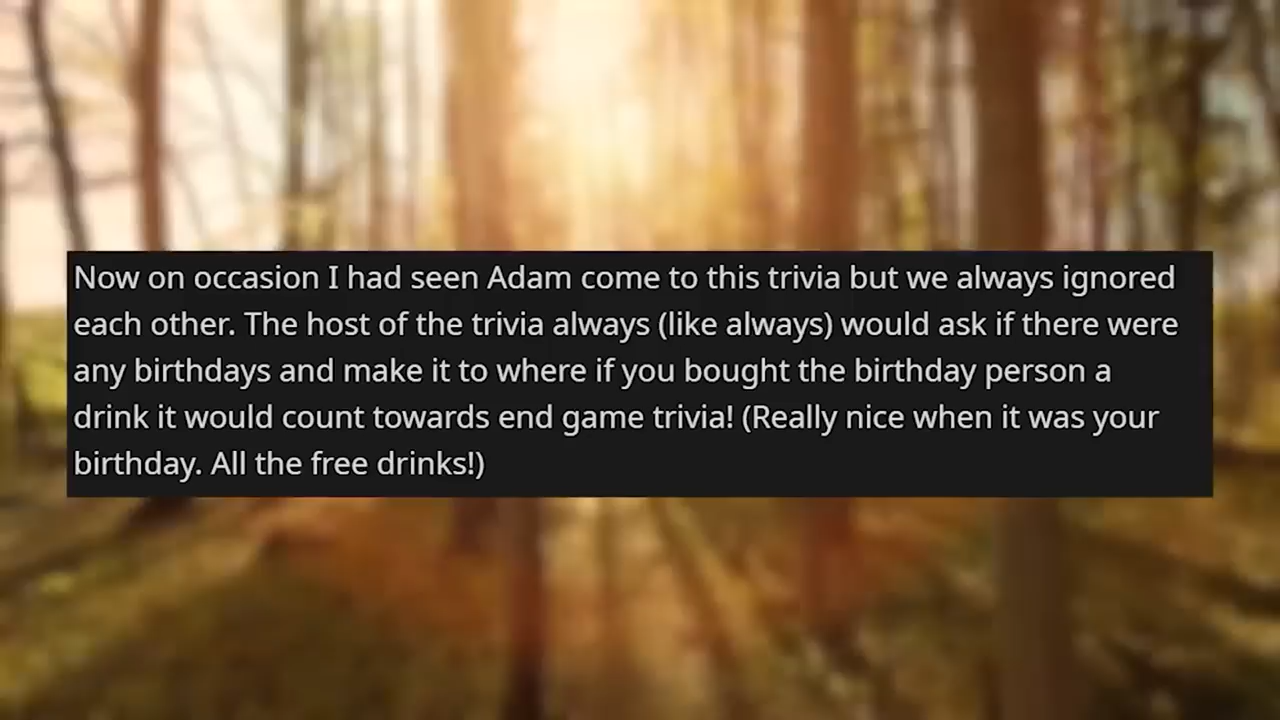 Now on occasion I had seen Adam come to this trivia but we always ignored
each other. The host of the trivia always (like always) would ask if there were
any birthdays and make it to where if you bought the birthday person a
drink it would count towards end game trivia! (Really nice when it was your
birthday. All the free drinks!)